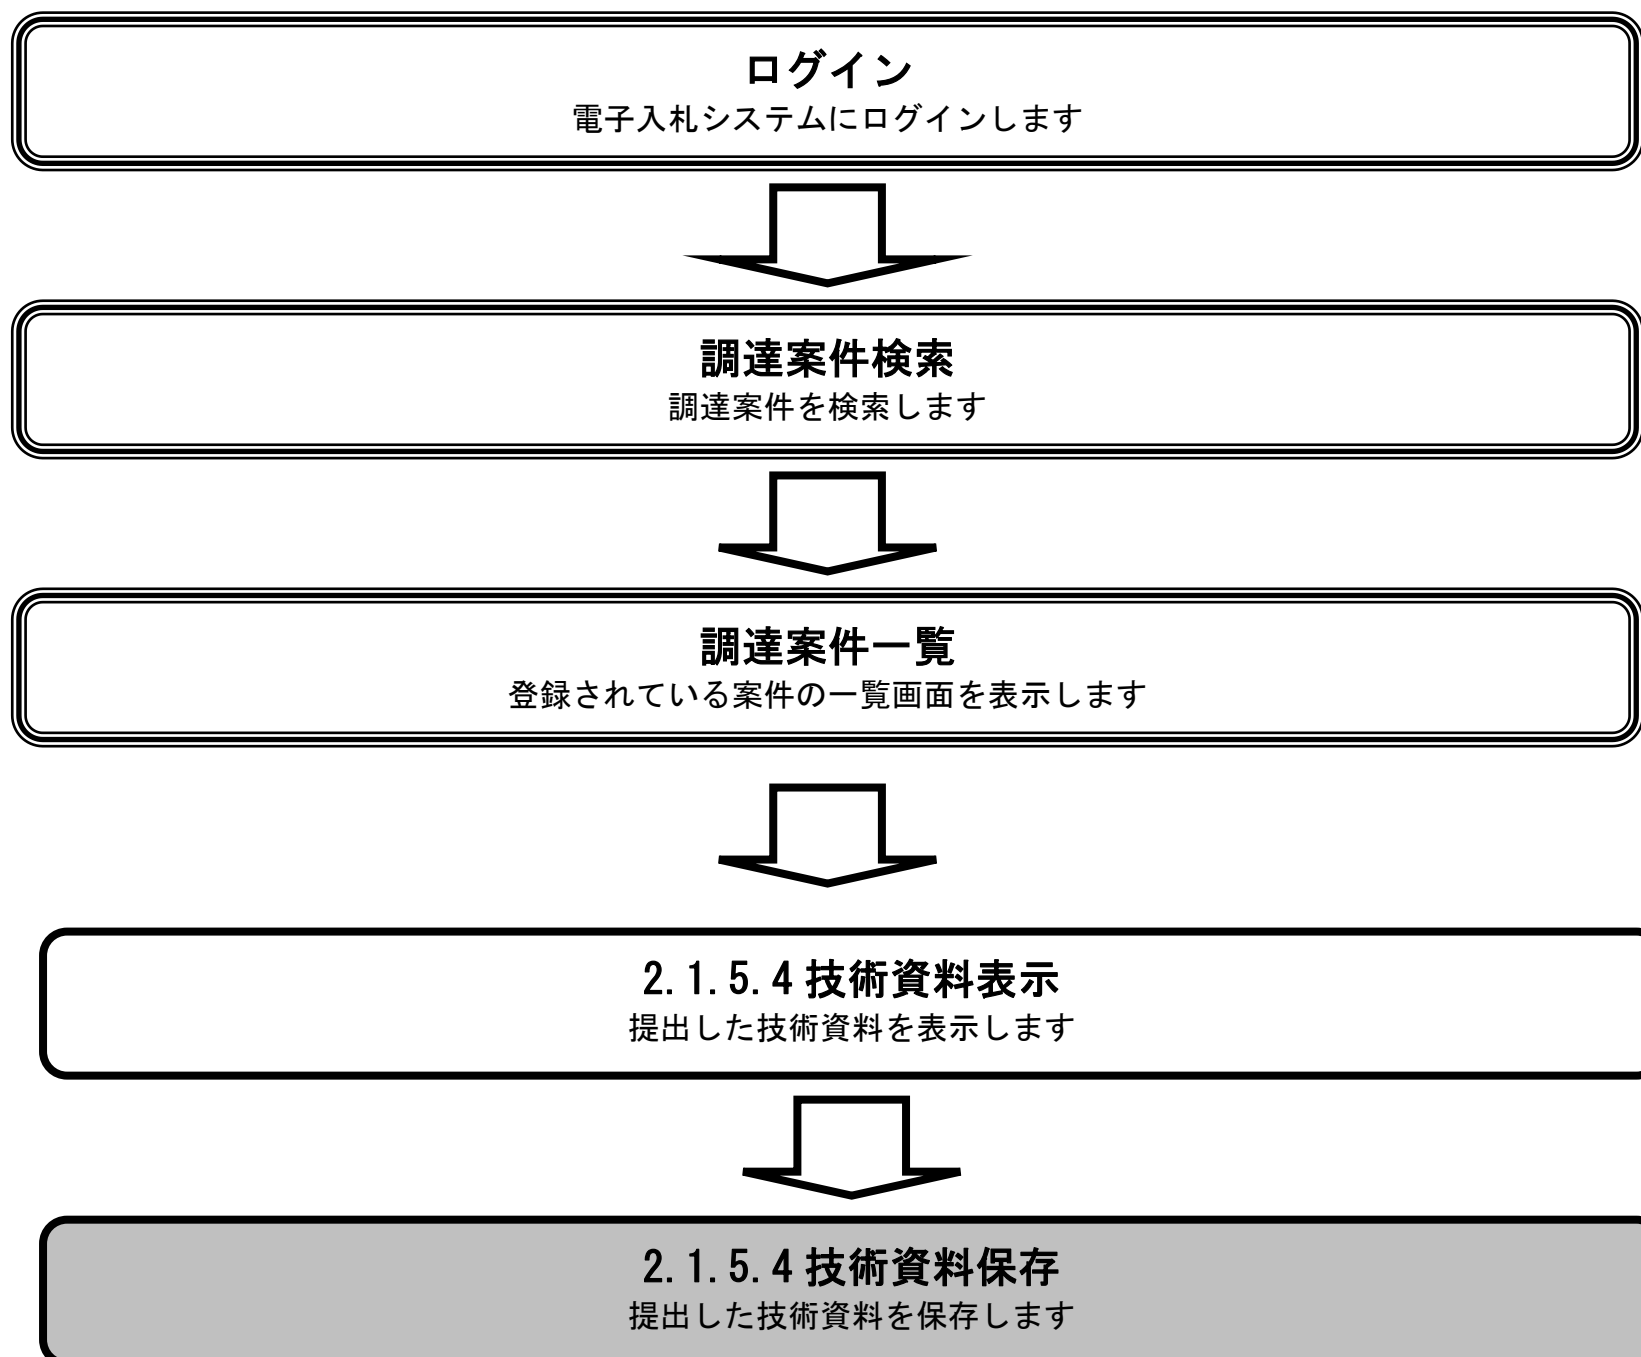 ログイン
電子入札システムにログインします
調達案件検索
調達案件を検索します
調達案件一覧
登録されている案件の一覧画面を表示します
2.1.5.4技術資料表示
提出した技術資料を表示します
2.1.5.4技術資料保存
提出した技術資料を保存します